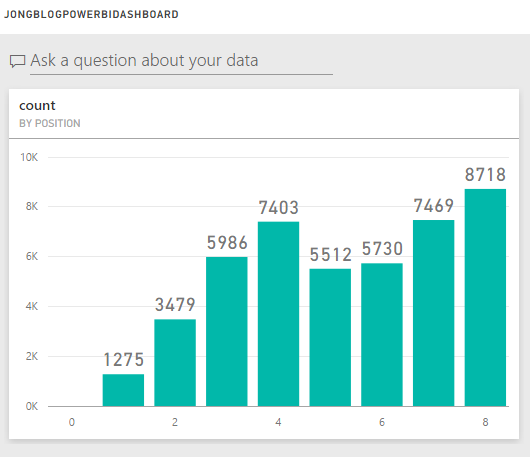 JONGBLOGPOWERBIDASHBOARD
Ask a question about your data
count
BY POSITION
10K
8718
8K
7403
7469
5986
5512
5730
6K
3479
4K
1275
2K
0K
0 2 4 6 8